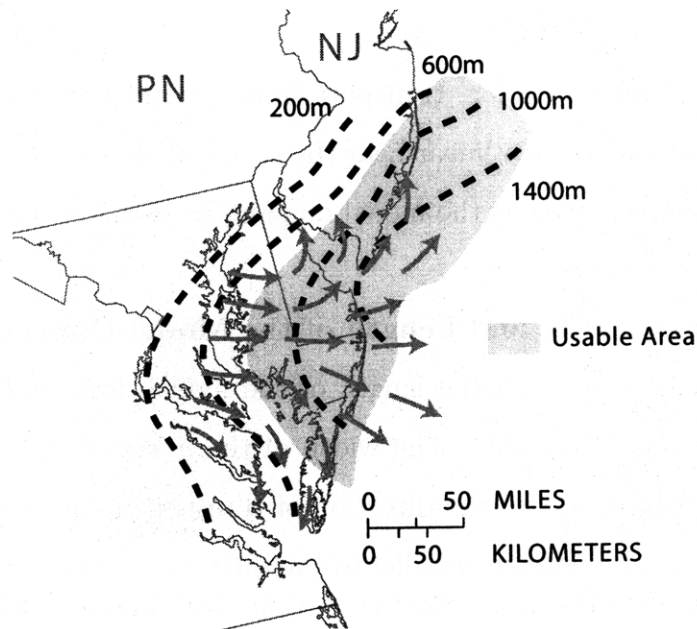 NJ
PN
600m
200m
1000m
1400m
Usable Area
0 50 MILES
0 50 KILOMETERS